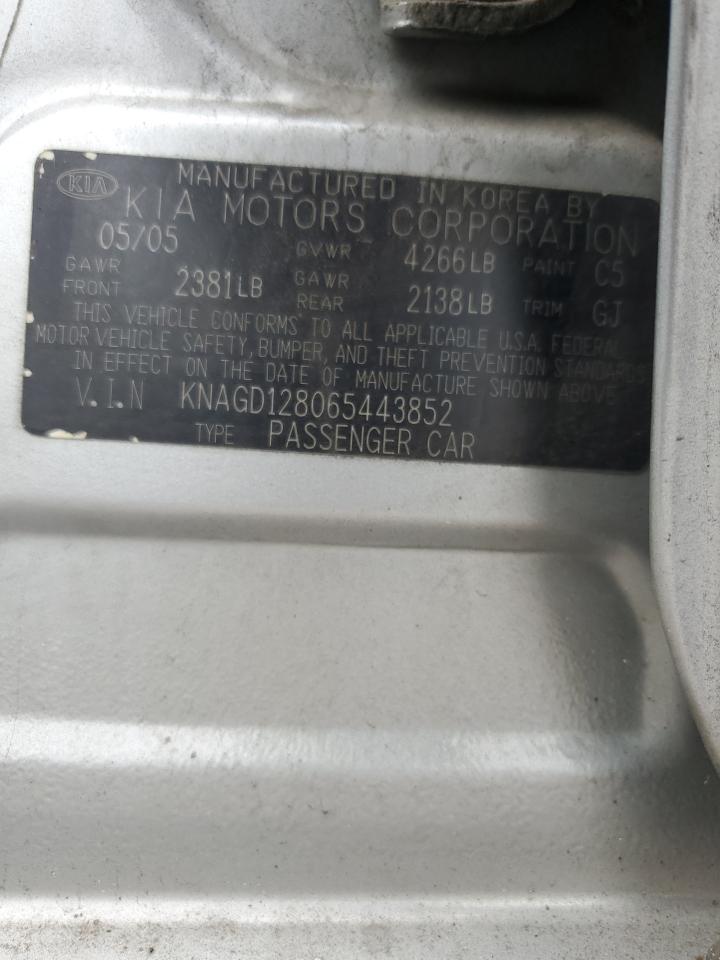 KIA MANUFACTURED IN KOREA BY
KIA MOTORS CORPORATION
05/05 GVWR 4266LB PAINT C5
GAWR FRONT 2381LB GAWR REAR 2138LB TRIM GJ
THIS VEHICLE CONFORMS TO ALL APPLICABLE U.S.A. FEDERAL
MOTOR VEHICLE SAFETY, BUMPER, AND THEFT PREVENTION STANDARDS
IN EFFECT ON THE DATE OF MANUFACTURE SHOWN ABOVE
V.I.N KNAGD128065443852
TYPE PASSENGER CAR